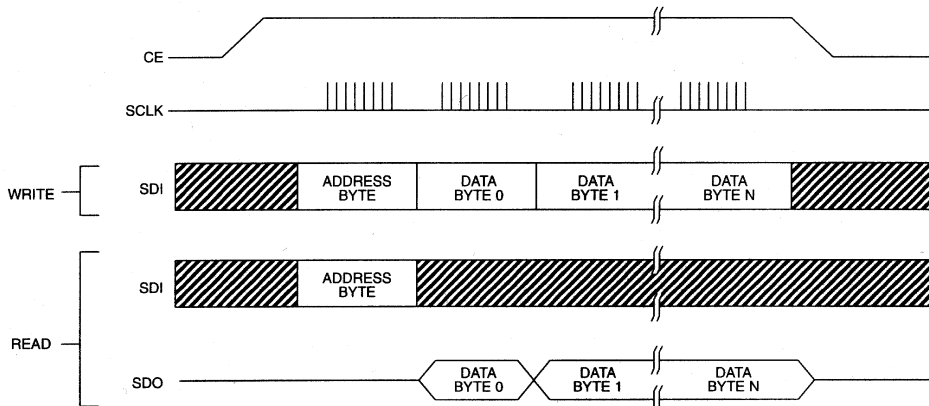 CE
SCLK
WRITE
SDI
ADDRESS
BYTE
DATA
BYTE 0
DATA
BYTE 1
DATA
BYTE N
READ
SDI
ADDRESS
BYTE
SDO
DATA
BYTE 0
DATA
BYTE 1
DATA
BYTE N